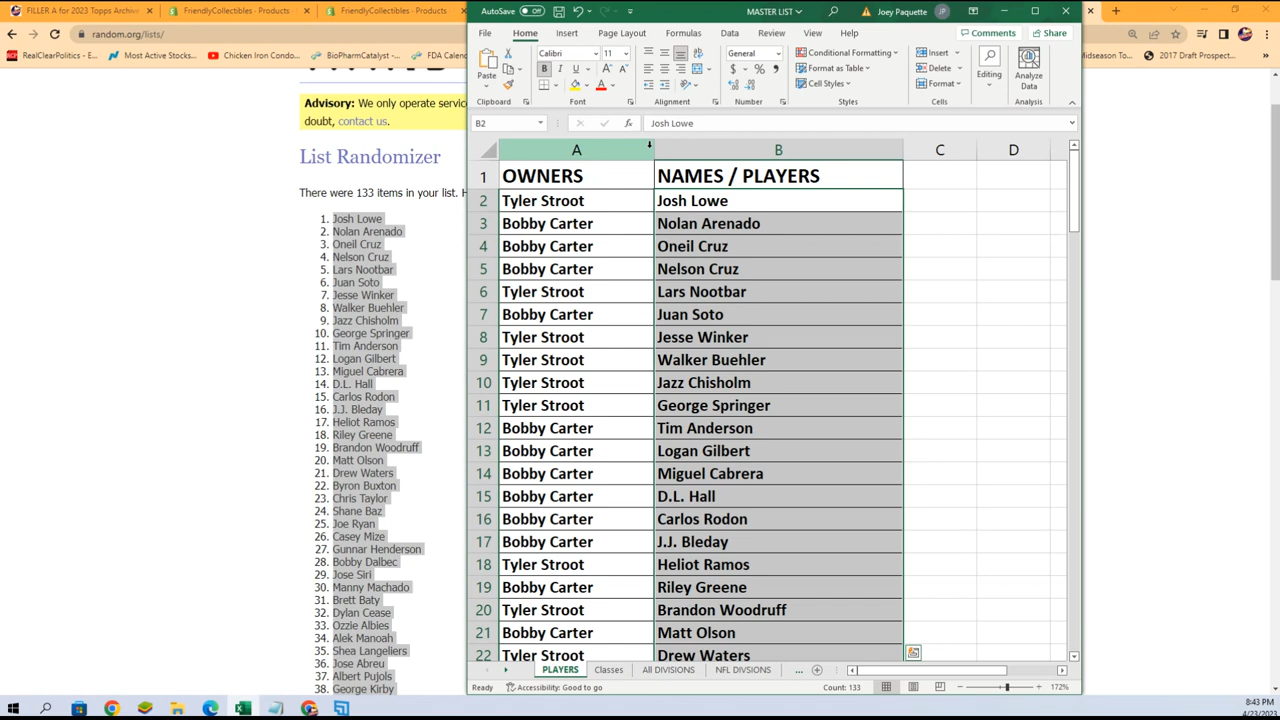 FILLER A for 2023 Topps Archive
FriendlyCollectibles · Products
FriendlyCollectibles · Products
random.org/lists/
RealClearPolitics - E...
Most Active Stocks...
Chicken Iron Condo...
BioPharmCatalyst...
FDA Calen
Midseason To...
2017 Draft Prospect...
Advisory: We only operate servic
doubt, contact us.
List Randomizer
There were 133 items in your list. H
1. Josh Lowe
2. Nolan Arenado
3. Oneil Cruz
4. Nelson Cruz
5. Lars Nootbar
6. Juan Soto
7. Jesse Winker
8. Walker Buehler
9. Jazz Chisholm
10. George Springer
11. Tim Anderson
12. Logan Gilbert
13. Miguel Cabrera
14. D.L. Hall
15. Carlos Rodon
16. J.J. Bleday
17. Heliot Ramos
18. Riley Greene
19. Brandon Woodruff
20. Matt Olson
21. Drew Waters
22. Byron Buxton
23. Chris Taylor
24. Shane Baz
25. Joe Ryan
26. Casey Mize
27. Gunnar Henderson
28. Bobby Dalbec
29. Jose Siri
30. Manny Machado
31. Brett Baty
32. Dylan Cease
33. Ozzie Albies
34. Alek Manoah
35. Shea Langeliers
36. Jose Abreu
37. Albert Pujols
38. George Kirby
AutoSave Off
MASTER LIST
Joey Paquette JP
File Home Insert Page Layout Formulas Data Review View Comments Share
Paste
Calibri 11
B I U
General
Conditional Formatting
Format as Table
Cell Styles
Insert
Delete
Format
Editing
Analyze
Data
Clipboard Font Alignment Number Styles Cells Analysis
B2 fx Josh Lowe
A B C D
1 OWNERS NAMES / PLAYERS
2 Tyler Stroot Josh Lowe
3 Bobby Carter Nolan Arenado
4 Bobby Carter Oneil Cruz
5 Bobby Carter Nelson Cruz
6 Tyler Stroot Lars Nootbar
7 Bobby Carter Juan Soto
8 Tyler Stroot Jesse Winker
9 Tyler Stroot Walker Buehler
10 Tyler Stroot Jazz Chisholm
11 Tyler Stroot George Springer
12 Bobby Carter Tim Anderson
13 Bobby Carter Logan Gilbert
14 Bobby Carter Miguel Cabrera
15 Bobby Carter D.L. Hall
16 Bobby Carter Carlos Rodon
17 Bobby Carter J.J. Bleday
18 Tyler Stroot Heliot Ramos
19 Bobby Carter Riley Greene
20 Tyler Stroot Brandon Woodruff
21 Bobby Carter Matt Olson
22 Tyler Stroot Drew Waters
PLAYERS Classes All DIVISIONS NFL DIVSIONS ...
Ready Accessibility: Good to go Count: 133 172%
8:43 PM
4/23/2023